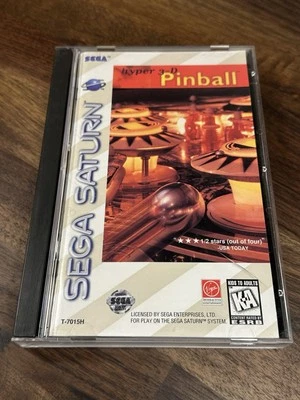 SEGA
hyper 3-D
Pinball
SEGA SATURN
"★★★1/2 stars (out of four)"
-USA TODAY
Virgin
SEGA
KIDS TO ADULTS
K-A
CONTENT RATED BY
ESRB
LICENSED BY SEGA ENTERPRISES, LTD.
FOR PLAY ON THE SEGA SATURN™ SYSTEM.
T-7015H